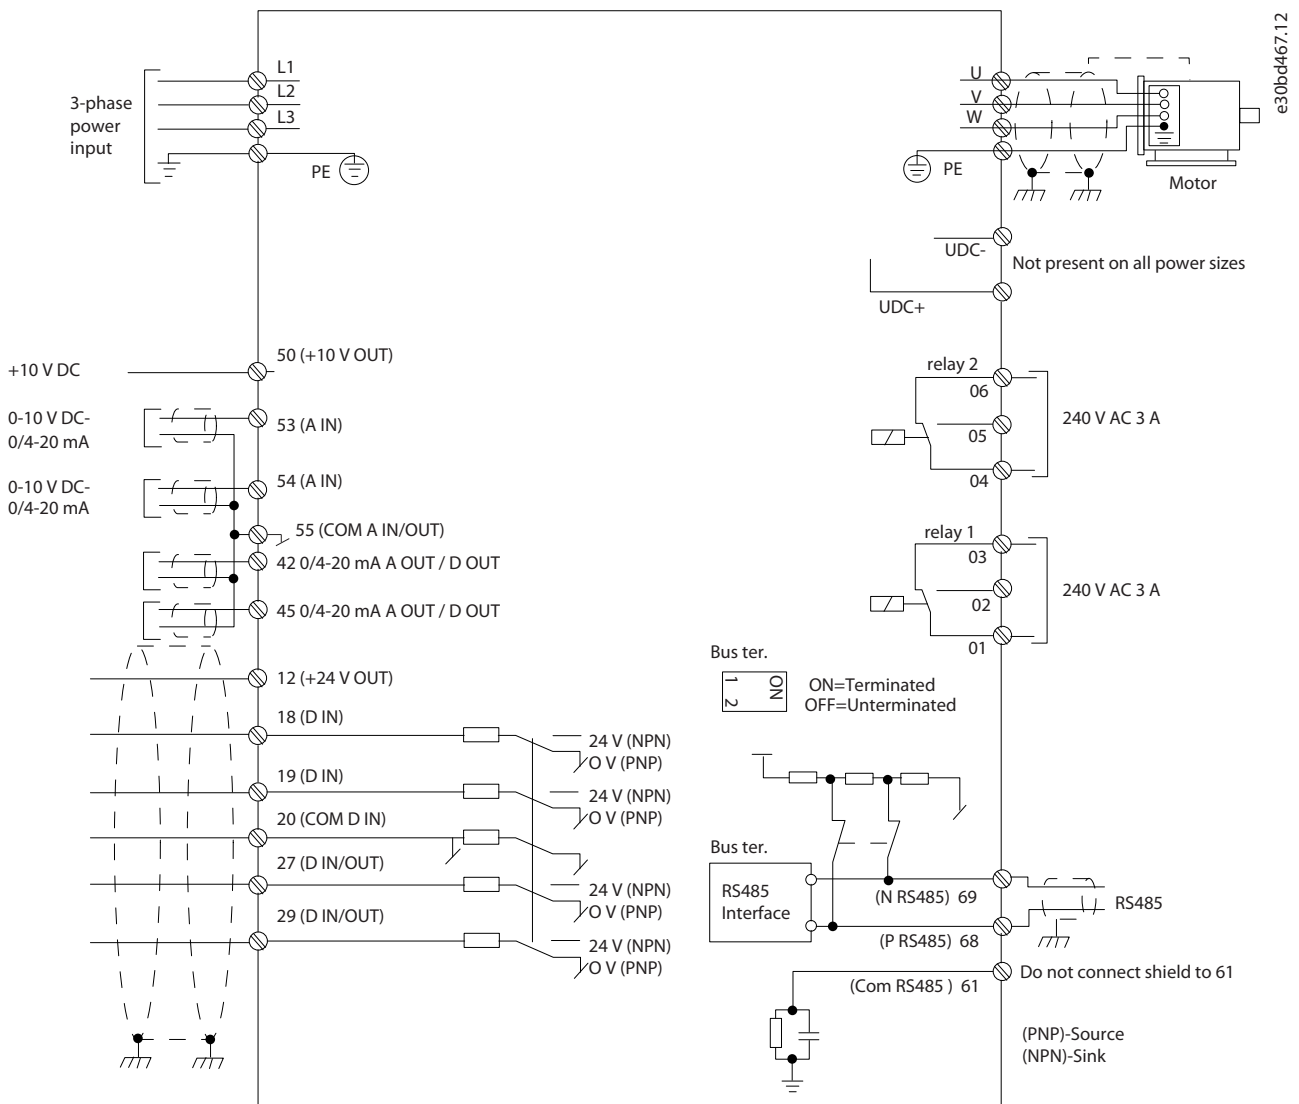 e30bd467.12
3-phase
power
input
L1
L2
L3
PE
U
V
W
PE
Motor
UDC-
Not present on all power sizes
UDC+
+10 V DC
50 (+10 V OUT)
0-10 V DC-
0/4-20 mA
53 (A IN)
0-10 V DC-
0/4-20 mA
54 (A IN)
55 (COM A IN/OUT)
42 0/4-20 mA A OUT / D OUT
45 0/4-20 mA A OUT / D OUT
12 (+24 V OUT)
18 (D IN)
24 V (NPN)
O V (PNP)
19 (D IN)
24 V (NPN)
O V (PNP)
20 (COM D IN)
27 (D IN/OUT)
24 V (NPN)
O V (PNP)
29 (D IN/OUT)
24 V (NPN)
O V (PNP)
relay 2
06
05
04
240 V AC 3 A
relay 1
03
02
01
240 V AC 3 A
Bus ter.
1
2
ON
ON=Terminated
OFF=Unterminated
Bus ter.
RS485
Interface
(N RS485) 69
(P RS485) 68
RS485
(Com RS485 ) 61
Do not connect shield to 61
(PNP)-Source
(NPN)-Sink